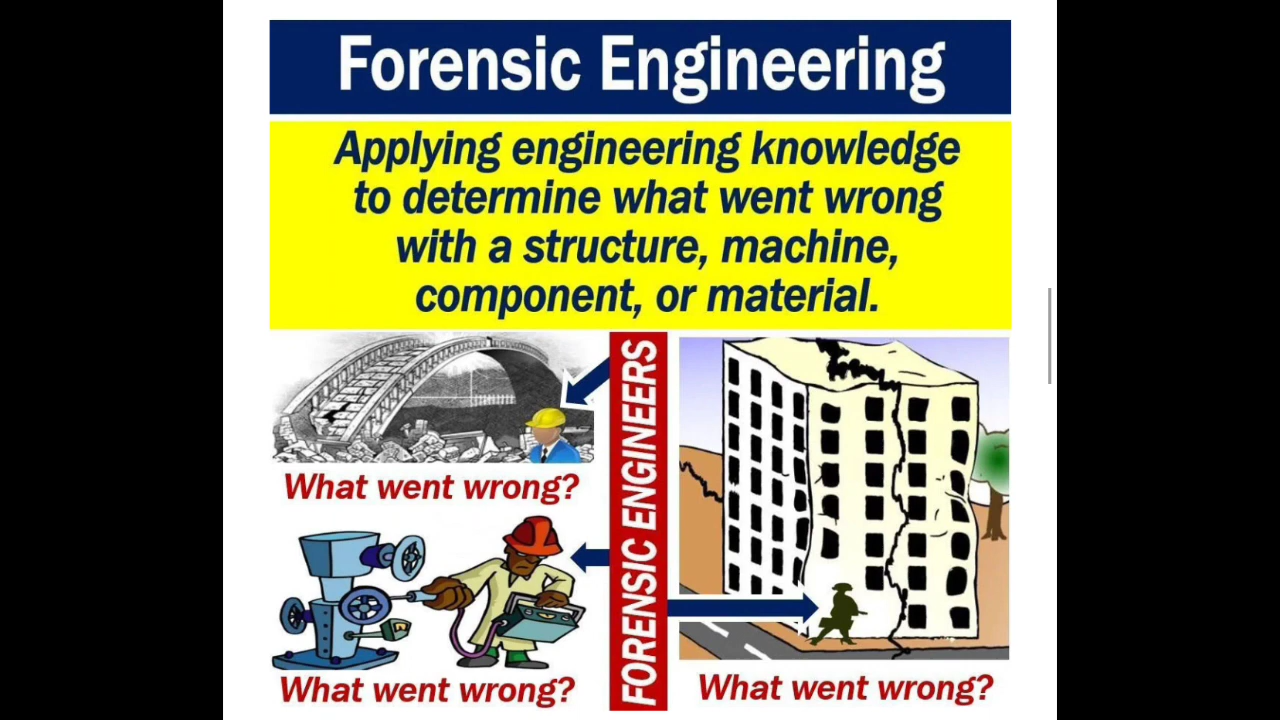 Forensic Engineering
Applying engineering knowledge
to determine what went wrong
with a structure, machine,
component, or material.
What went wrong?
What went wrong?
FORENSIC ENGINEERS
What went wrong?